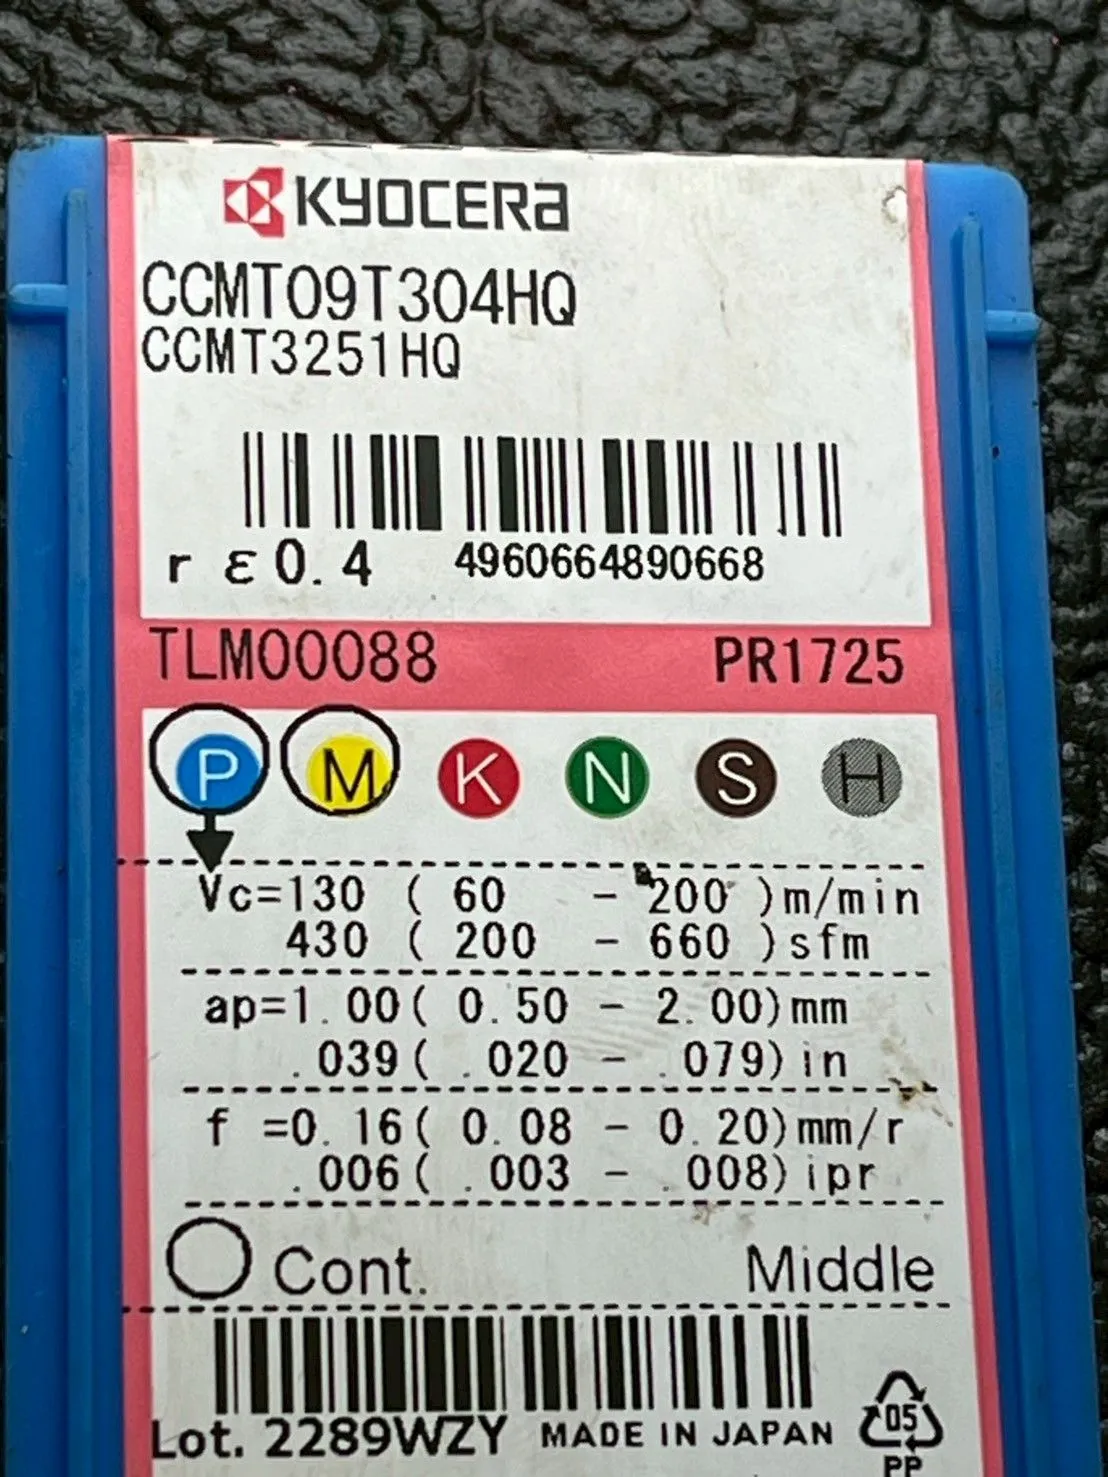 KYOCERA
CCMT09T304HQ
CCMT3251HQ
rε0.4 4960664890668
TLM00088 PR1725
P M K N S H
Vc=130 ( 60 - 200 )m/min
430 ( 200 - 660 )sfm
ap=1.00( 0.50 - 2.00)mm
.039( .020 - .079)in
f =0.16( 0.08 - 0.20)mm/r
.006( .003 - .008)ipr
Cont. Middle
Lot. 2289WZY MADE IN JAPAN 05
PP